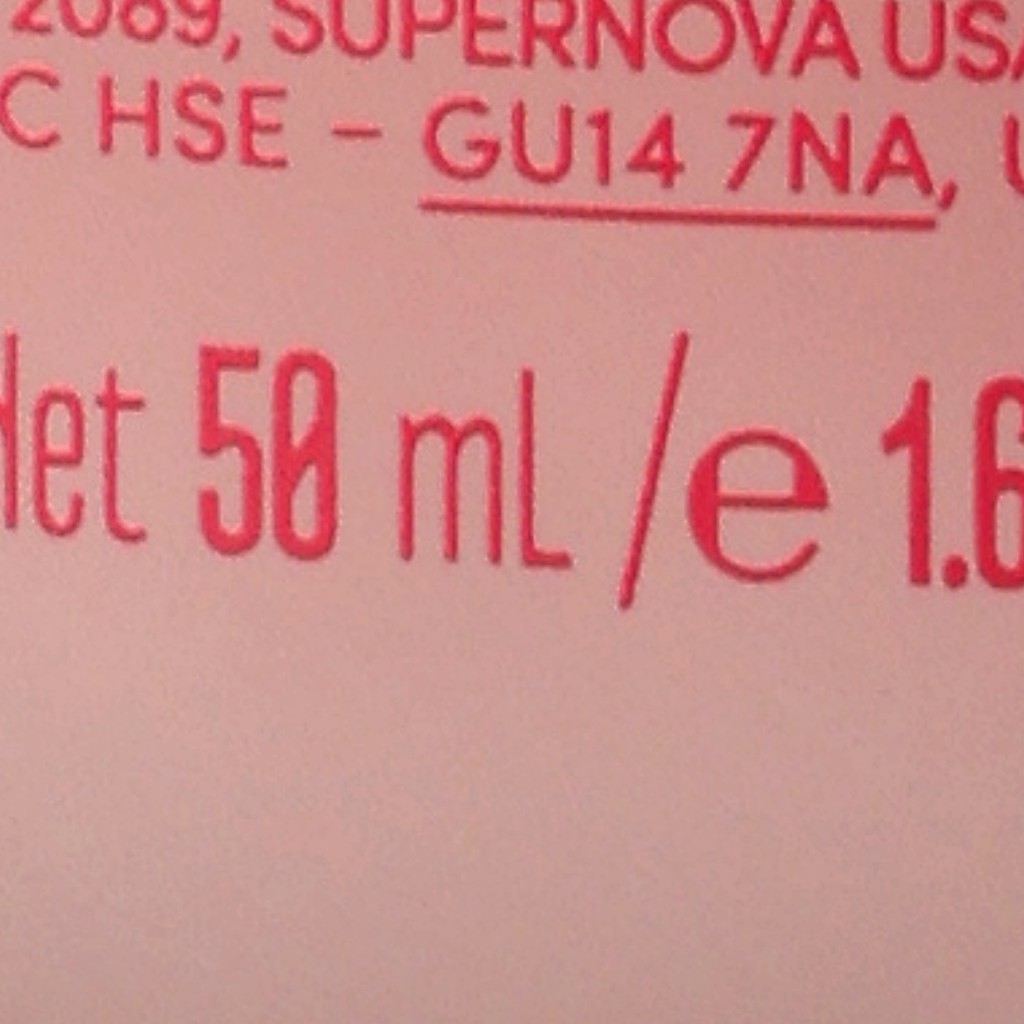 2089, SUPERNOVA USA
C HSE – GU14 7NA,
Net 50 mL / e 1.6